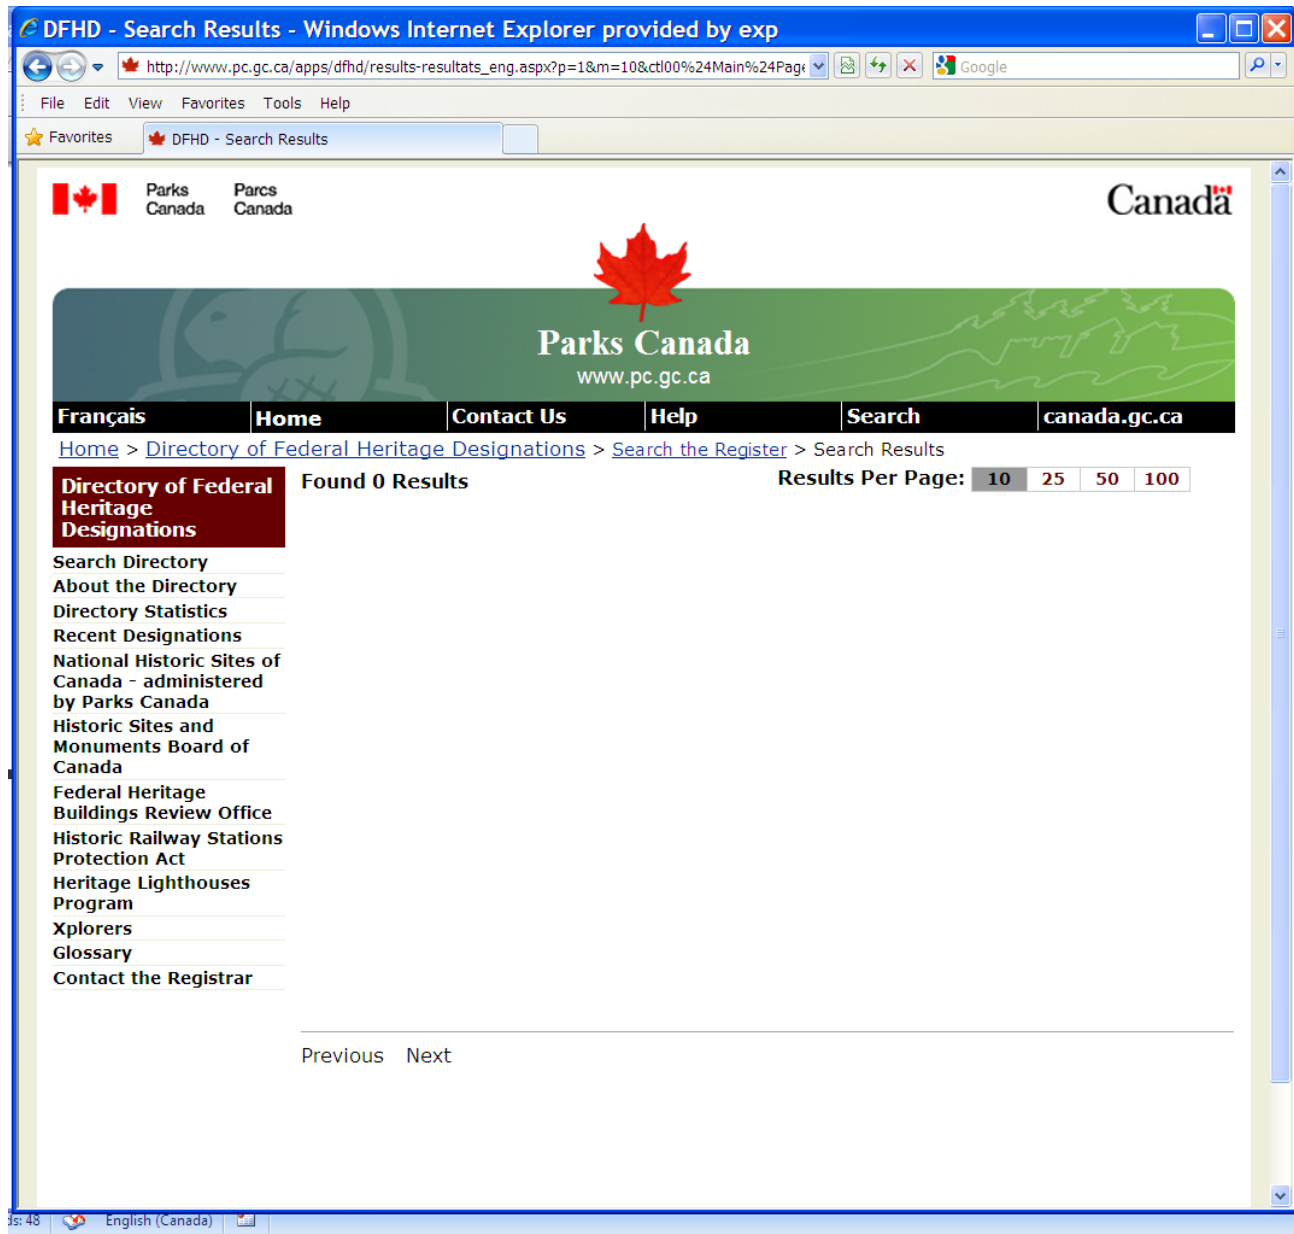 DFHD - Search Results - Windows Internet Explorer provided by exp
http://www.pc.gc.ca/apps/dfhd/results-resultats_eng.aspx?p=1&m=10&ctl00%24Main%24Page
Google
File Edit View Favorites Tools Help
Favorites DFHD - Search Results
Parks Canada Parcs Canada
Canada
Parks Canada
www.pc.gc.ca
Français Home Contact Us Help Search canada.gc.ca
Home > Directory of Federal Heritage Designations > Search the Register > Search Results
Directory of Federal
Heritage
Designations
Found 0 Results
Results Per Page: 10 25 50 100
Search Directory
About the Directory
Directory Statistics
Recent Designations
National Historic Sites of
Canada - administered
by Parks Canada
Historic Sites and
Monuments Board of
Canada
Federal Heritage
Buildings Review Office
Historic Railway Stations
Protection Act
Heritage Lighthouses
Program
Xplorers
Glossary
Contact the Registrar
Previous Next
ds: 48 English (Canada)